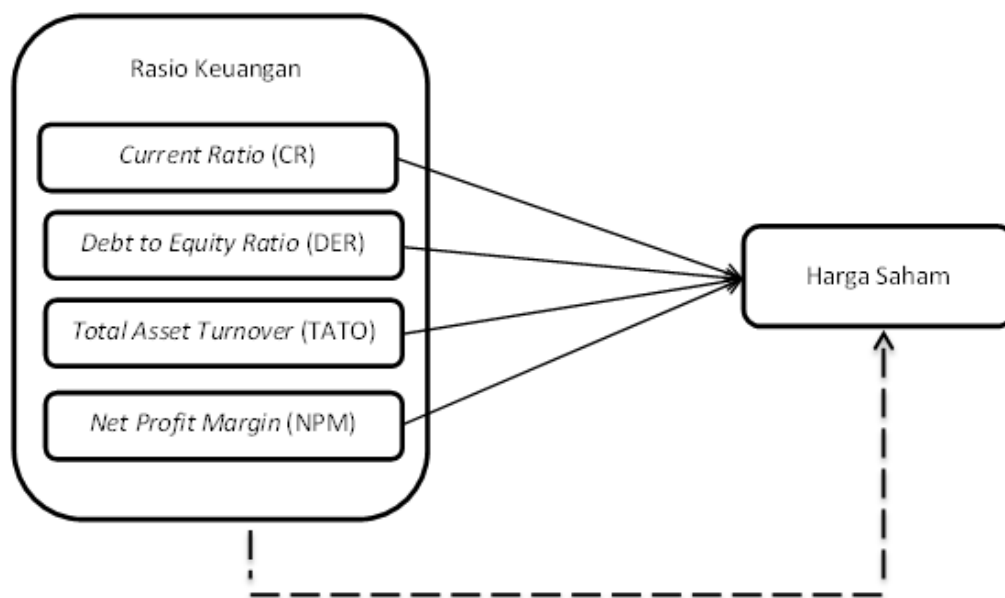 Rasio Keuangan
Current Ratio (CR)
Debt to Equity Ratio (DER)
Total Asset Turnover (TATO)
Net Profit Margin (NPM)
Harga Saham